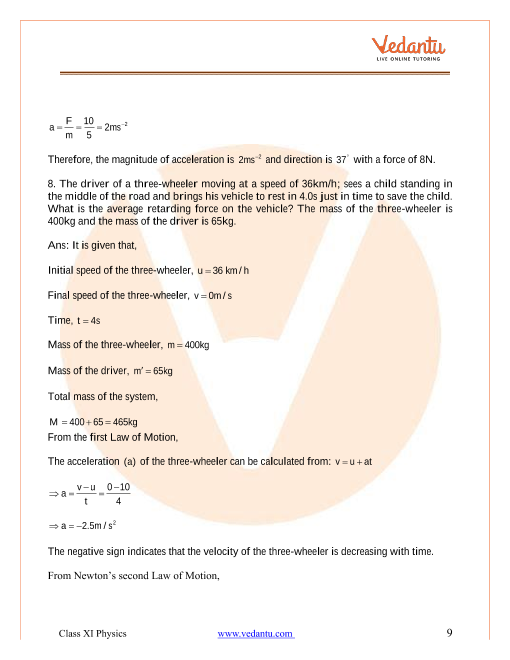 Vedantu
LIVE ONLINE TUTORING
a = F/m = 10/5 = 2ms⁻²
Therefore, the magnitude of acceleration is 2ms⁻² and direction is 37° with a force of 8N.
8. The driver of a three-wheeler moving at a speed of 36km/h; sees a child standing in
the middle of the road and brings his vehicle to rest in 4.0s just in time to save the child.
What is the average retarding force on the vehicle? The mass of the three-wheeler is
400kg and the mass of the driver is 65kg.
Ans: It is given that,
Initial speed of the three-wheeler, u = 36 km / h
Final speed of the three-wheeler, v = 0m / s
Time, t = 4s
Mass of the three-wheeler, m = 400kg
Mass of the driver, m' = 65kg
Total mass of the system,
M = 400 + 65 = 465kg
From the first Law of Motion,
The acceleration (a) of the three-wheeler can be calculated from: v = u + at
⇒ a = v − u/t = 0 − 10/4
⇒ a = −2.5m / s²
The negative sign indicates that the velocity of the three-wheeler is decreasing with time.
From Newton's second Law of Motion,
Class XI Physics www.vedantu.com 9